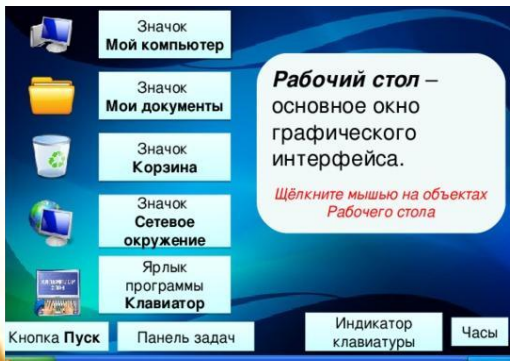 Значок
Мой компьютер
Значок
Мои документы
Рабочий стол –
основное окно
графического
интерфейса.
Щёлкните мышью на объектах
Рабочего стола
Значок
Корзина
Значок
Сетевое
окружение
Ярлык
программы
Клавиатор
Кнопка Пуск
Панель задач
Индикатор
клавиатуры
Часы